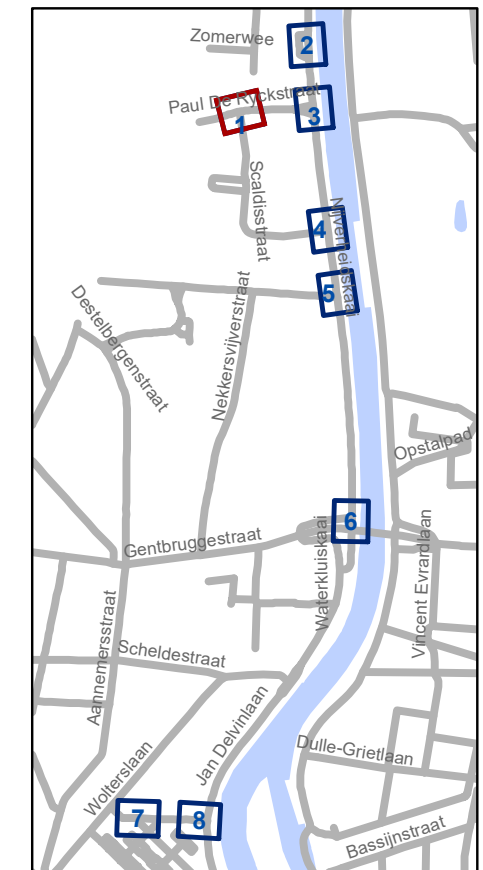 Zomerwee
2
Paul De Ryckstraat
3
1
Scaldisstraat
4
Nijverheidskaai
5
Destelbergenstraat
Nekkersvijverstraat
Opstalpad
6
Gentbruggestraat
Waterkluiskaai
Vincent Evrardlaan
Aannemersstraat
Scheldestraat
Jan Delvinlaan
Dulle-Grietlaan
Wolterslaan
7
8
Bassijnstraat